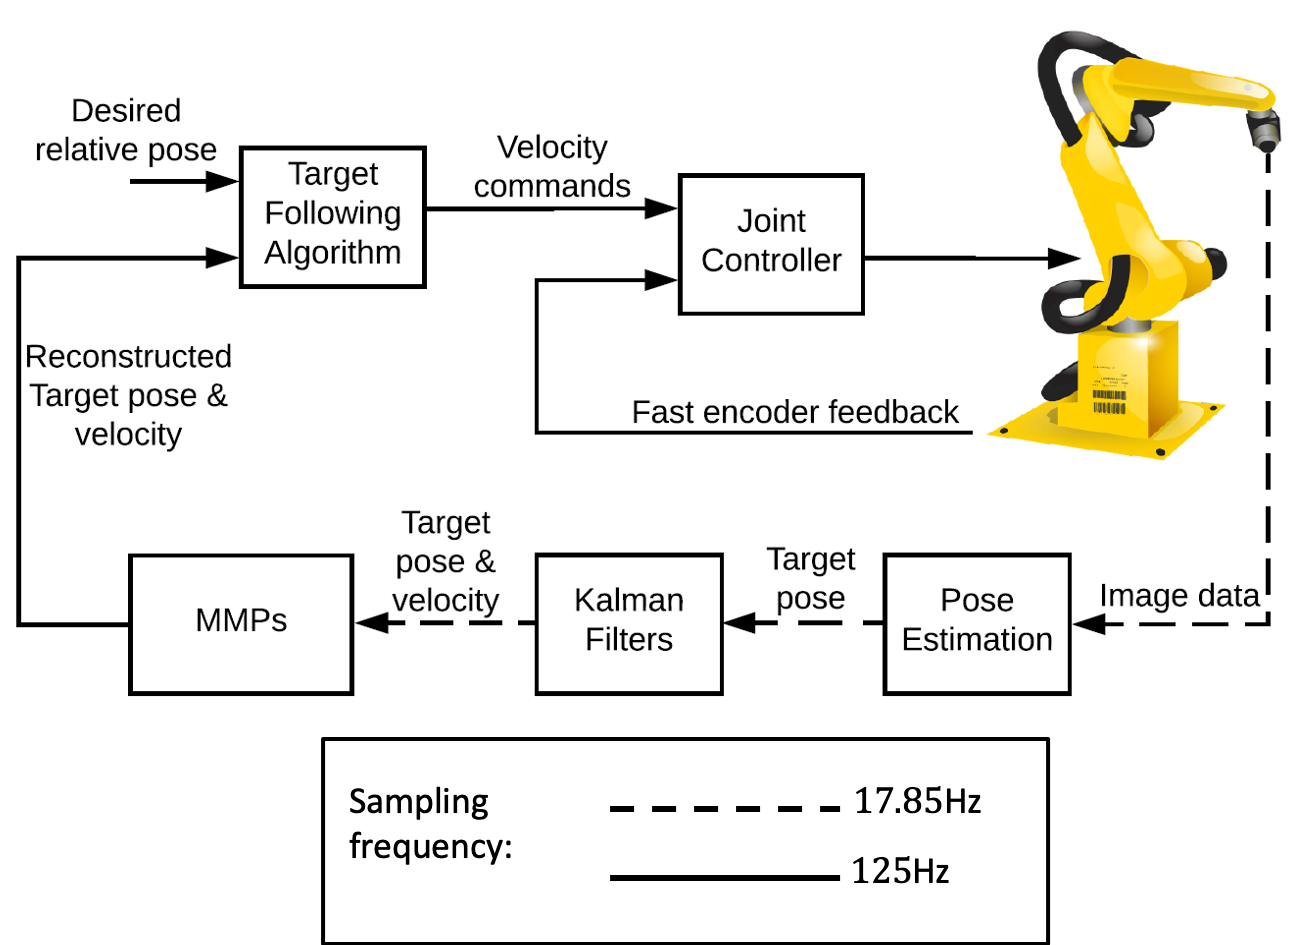 Desired
relative pose
Target
Following
Algorithm
Velocity
commands
Joint
Controller
Reconstructed
Target pose &
velocity
Fast encoder feedback
MMPs
Target
pose &
velocity
Kalman
Filters
Target
pose
Pose
Estimation
Image data
Sampling
frequency:
17.85Hz
125Hz